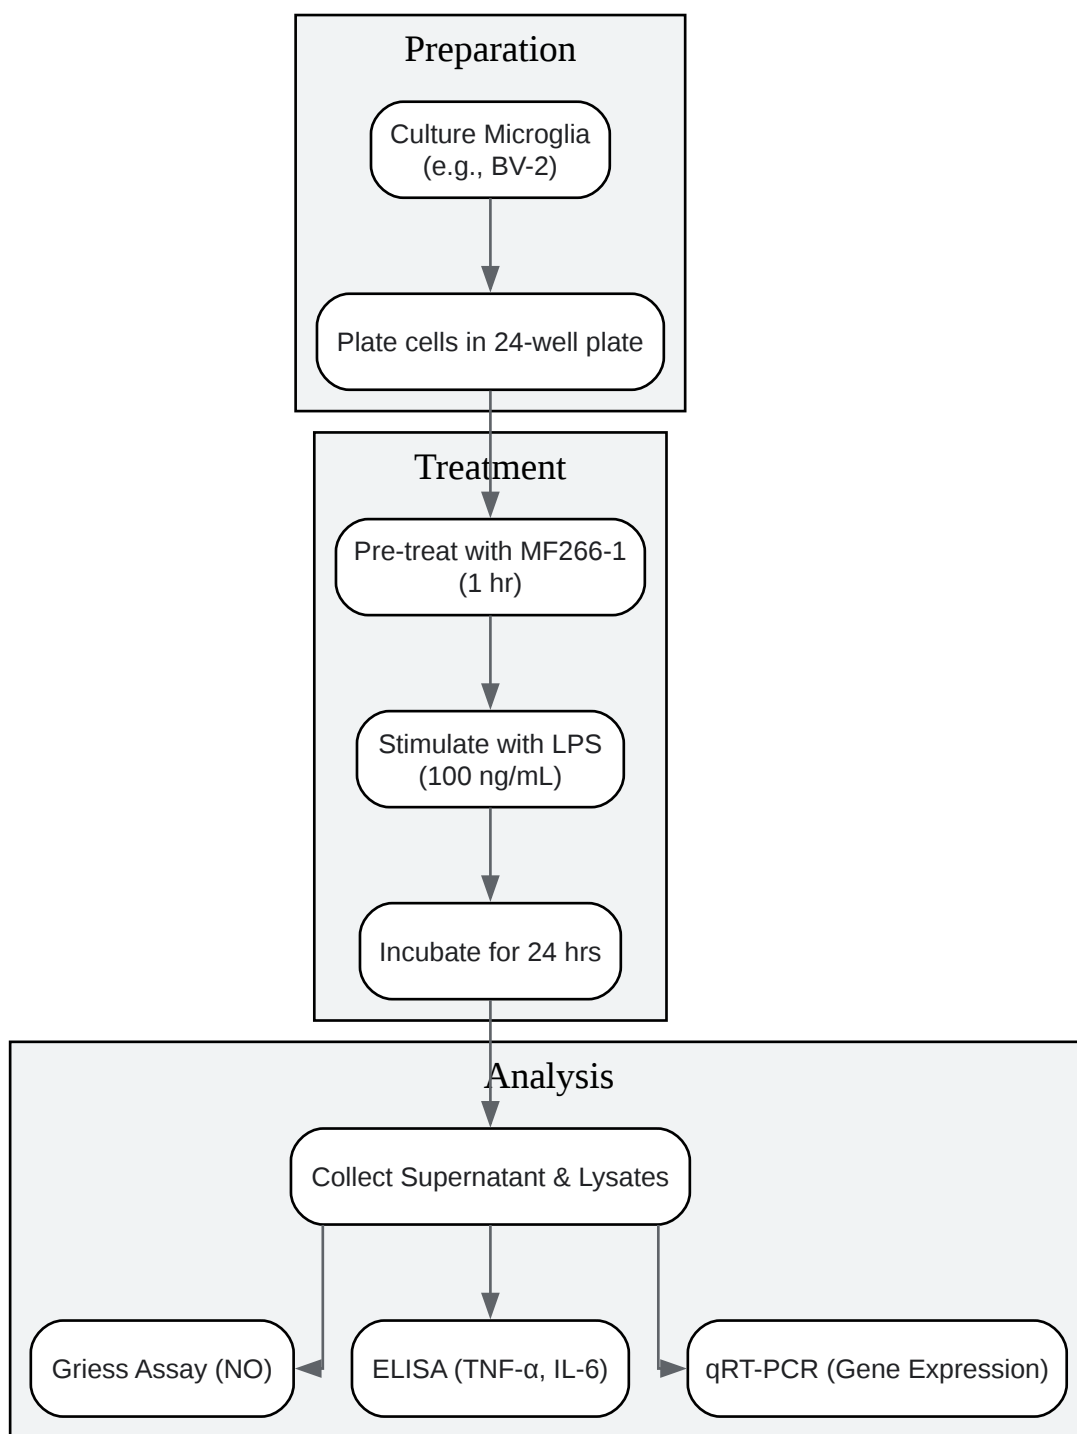 Preparation
Culture Microglia
(e.g., BV-2)
Plate cells in 24-well plate
Treatment
Pre-treat with MF266-1
(1 hr)
Stimulate with LPS
(100 ng/mL)
Incubate for 24 hrs
Analysis
Collect Supernatant & Lysates
Griess Assay (NO)
ELISA (TNF-α, IL-6)
qRT-PCR (Gene Expression)